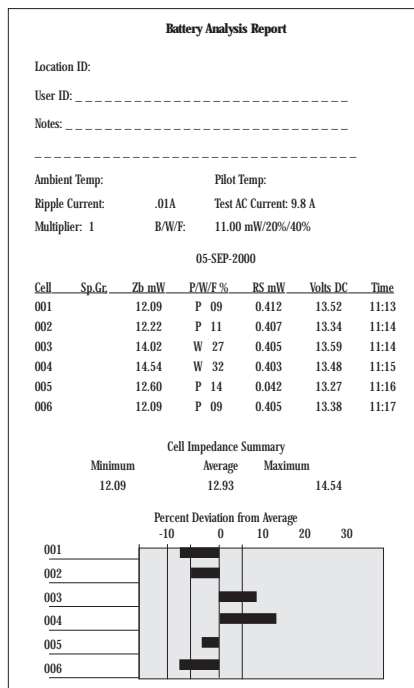 Battery Analysis Report
Location ID:
User ID: _ _ _ _ _ _ _ _ _ _ _ _ _ _ _ _ _ _ _ _ _ _ _ _ _ _ _ _
Notes: _ _ _ _ _ _ _ _ _ _ _ _ _ _ _ _ _ _ _ _ _ _ _ _ _ _ _ _ _
_ _ _ _ _ _ _ _ _ _ _ _ _ _ _ _ _ _ _ _ _ _ _ _ _ _ _ _ _ _ _ _ _
Ambient Temp: Pilot Temp:
Ripple Current: .01A Test AC Current: 9.8 A
Multiplier: 1 B/W/F: 11.00 mW/20%/40%
05-SEP-2000
Cell Sp.Gr. Zb mW P/W/F % RS mW Volts DC Time
001 12.09 P 09 0.412 13.52 11:13
002 12.22 P 11 0.407 13.34 11:14
003 14.02 W 27 0.405 13.59 11:14
004 14.54 W 32 0.403 13.48 11:15
005 12.60 P 14 0.042 13.27 11:16
006 12.09 P 09 0.405 13.38 11:17
Cell Impedance Summary
Minimum Average Maximum
12.09 12.93 14.54
Percent Deviation from Average
-10 0 10 20 30
001
002
003
004
005
006